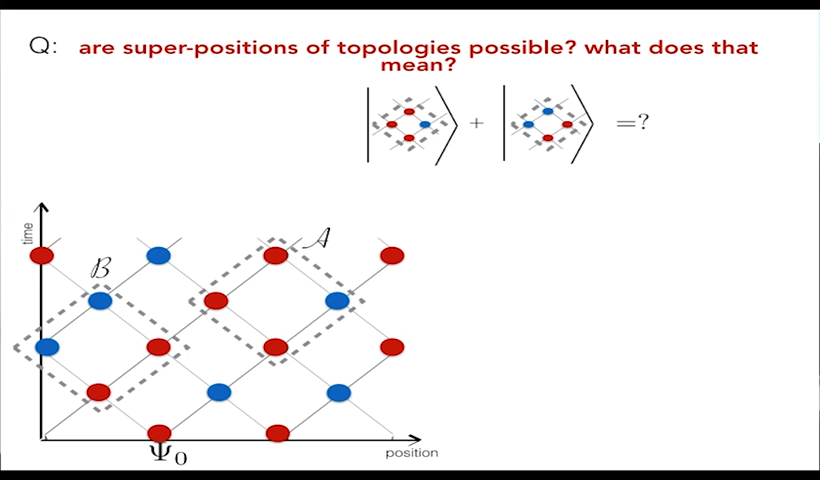 Q: are super-positions of topologies possible? what does that
mean?
+ =?
time
A
B
Ψ0
position